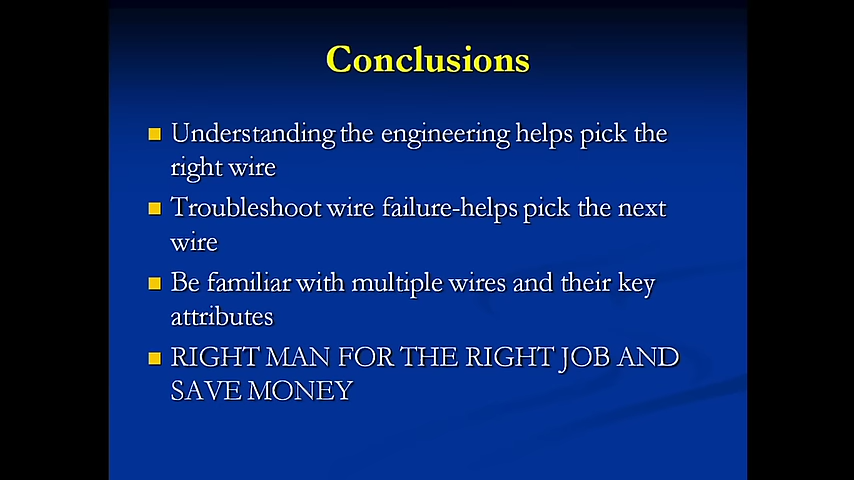 Conclusions
Understanding the engineering helps pick the
right wire
Troubleshoot wire failure-helps pick the next
wire
Be familiar with multiple wires and their key
attributes
RIGHT MAN FOR THE RIGHT JOB AND
SAVE MONEY